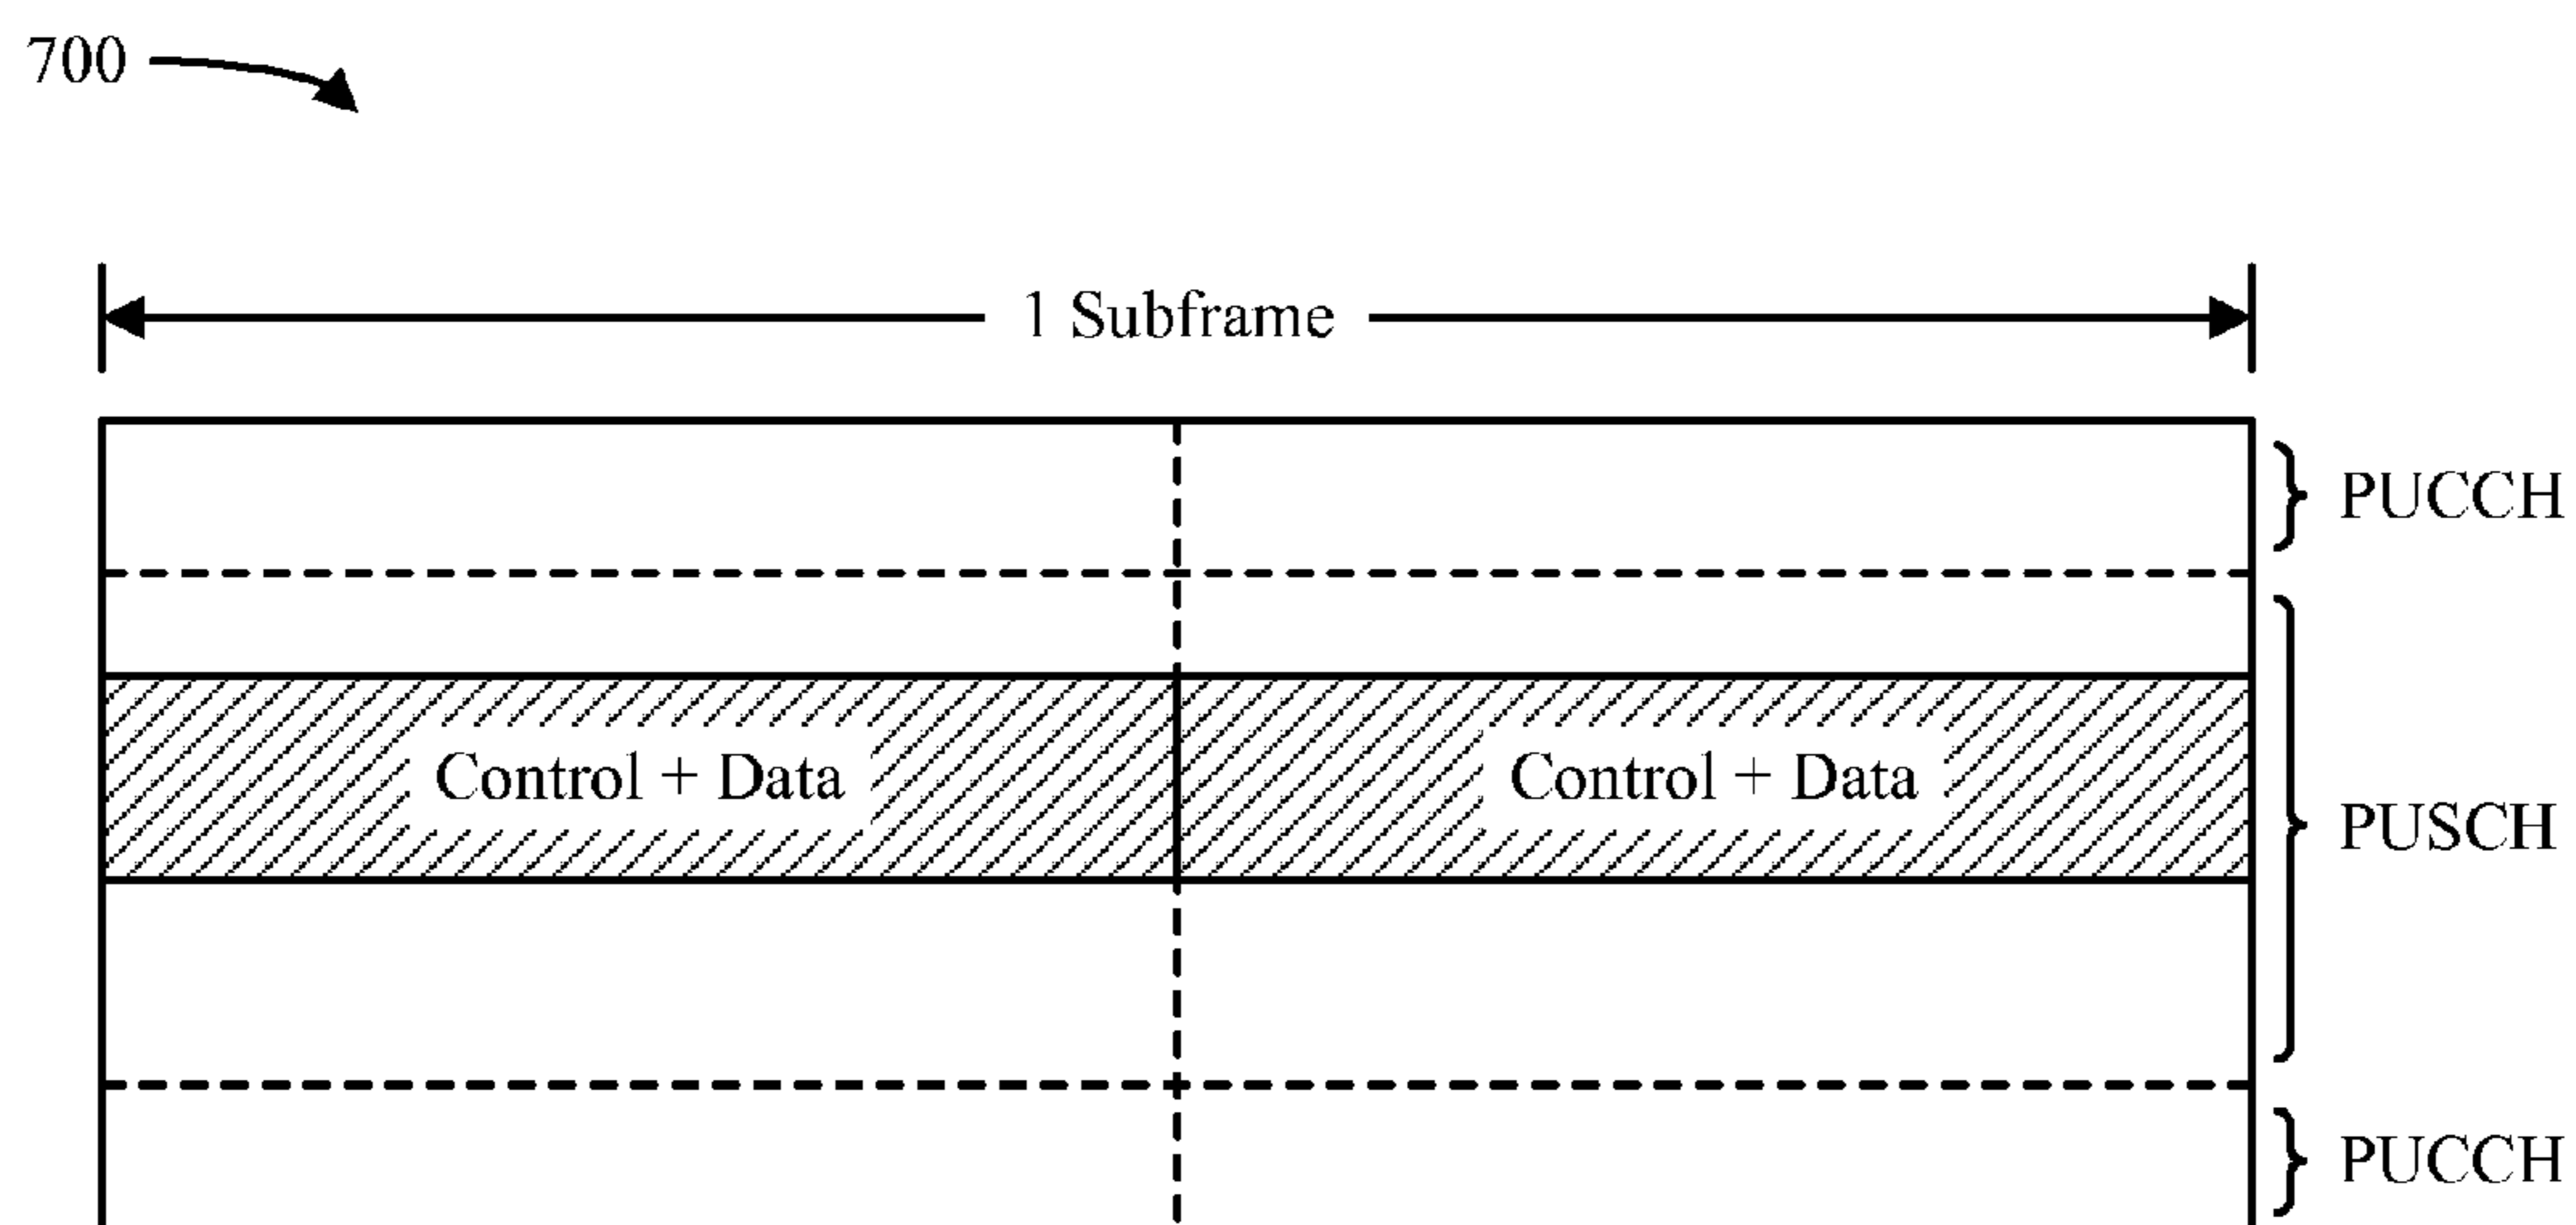 700
1 Subframe
PUCCH
Control + Data
Control + Data
PUSCH
PUCCH